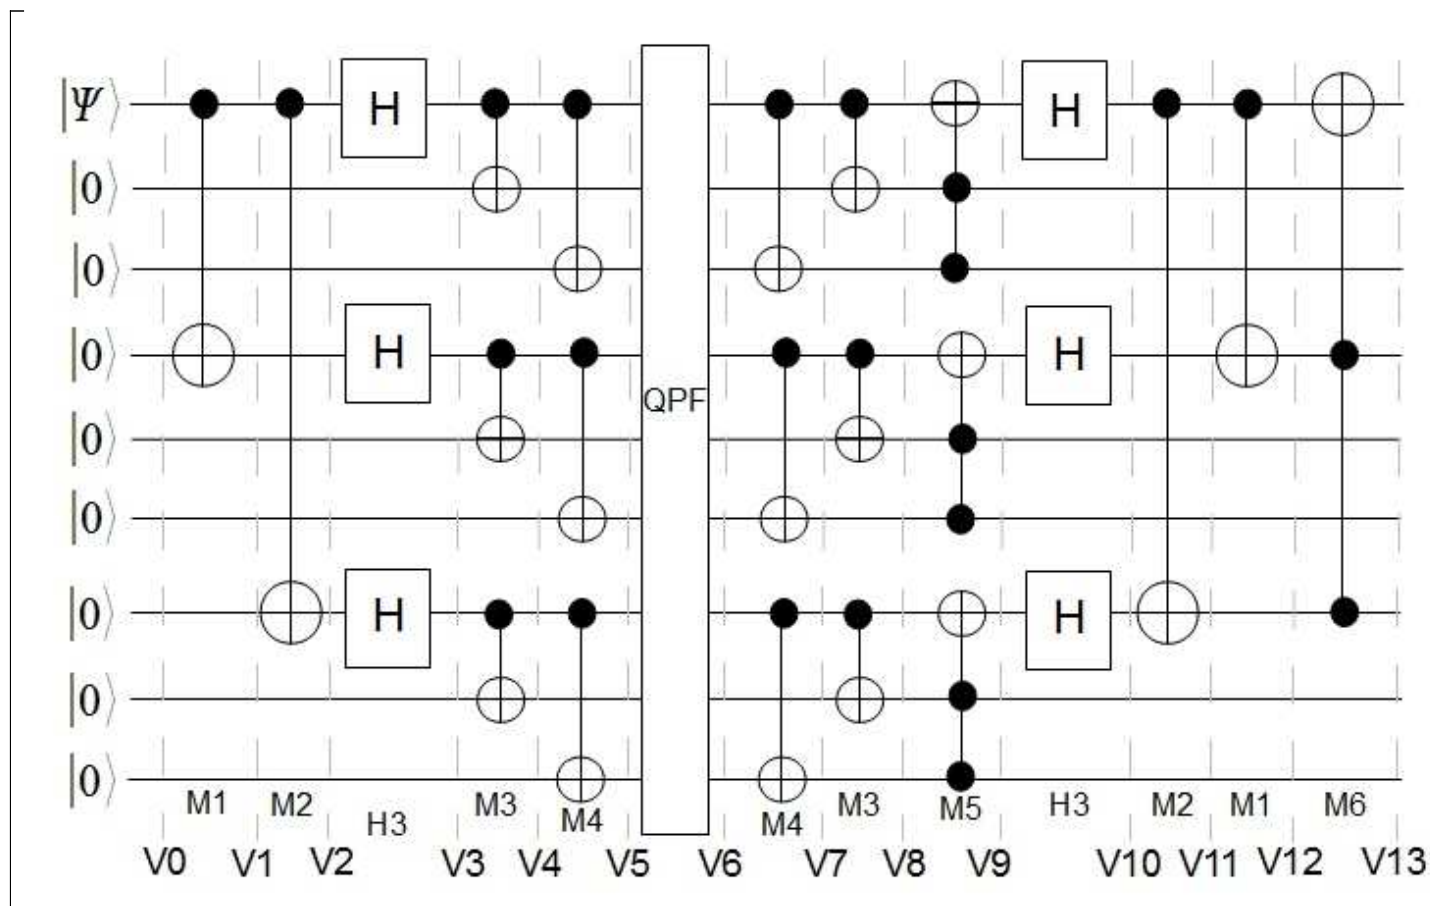 |Ψ⟩ H H
|0⟩
|0⟩
|0⟩ H H
QPF
|0⟩
|0⟩
|0⟩ H H
|0⟩
|0⟩
M1 M2 H3 M3 M4 M4 M3 M5 H3 M2 M1 M6
V0 V1 V2 V3 V4 V5 V6 V7 V8 V9 V10 V11 V12 V13